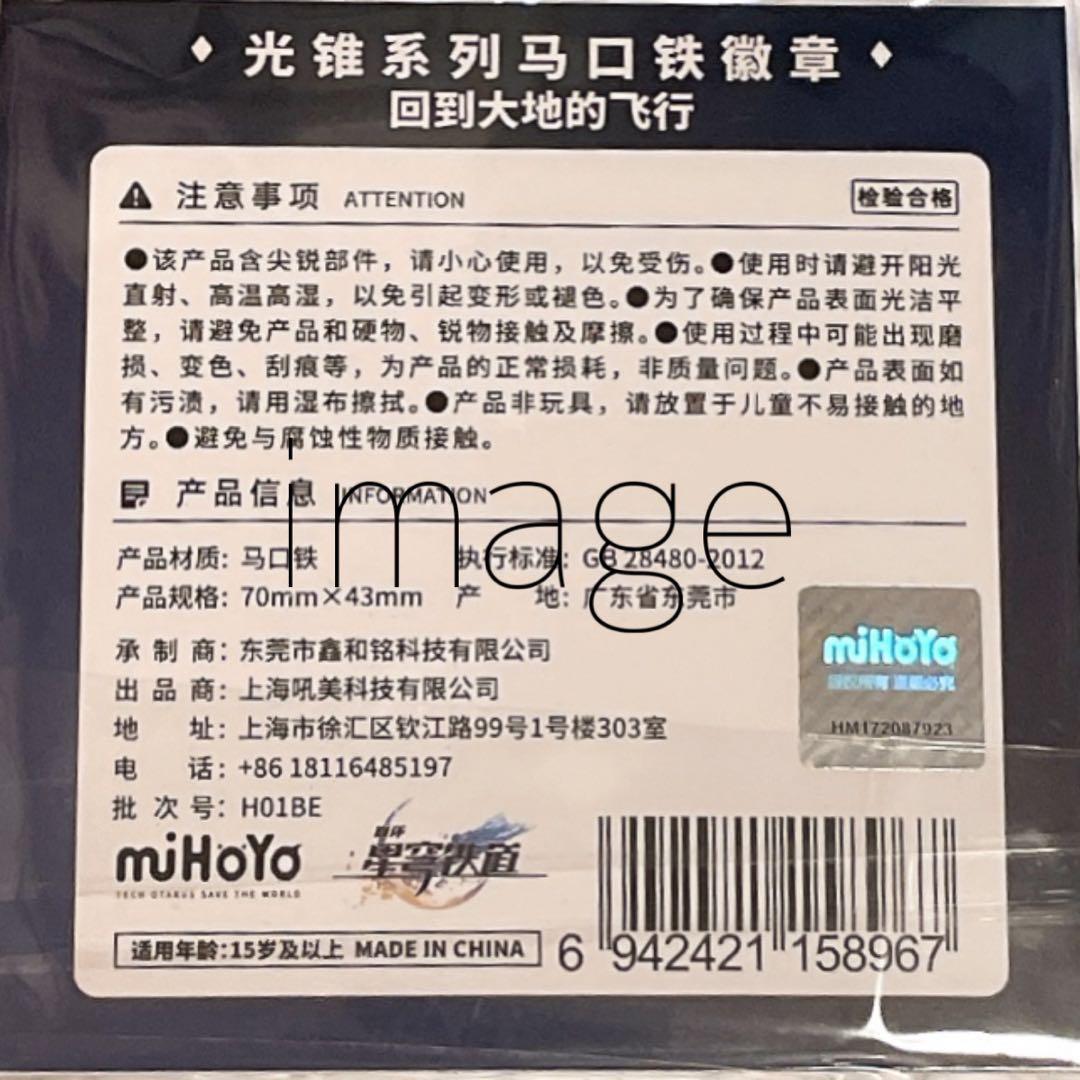 光锥系列马口铁徽章
回到大地的飞行
注意事项 ATTENTION
检验合格
●该产品含尖锐部件，请小心使用，以免受伤。●使用时请避开阳光
直射、高温高湿，以免引起变形或褪色。●为了确保产品表面光洁平
整，请避免产品和硬物、锐物接触及摩擦。●使用过程中可能出现磨
损、变色、刮痕等，为产品的正常损耗，非质量问题。●产品表面如
有污渍，请用湿布擦拭。●产品非玩具，请放置于儿童不易接触的地
方。●避免与腐蚀性物质接触。
产品信息 INFORMATION
image
产品材质：马口铁 执行标准：GB 28480-2012
产品规格：70mm×43mm 产 地：广东省东莞市
承 制 商：东莞市鑫和铭科技有限公司
出 品 商：上海吼美科技有限公司
地 址：上海市徐汇区钦江路99号1号楼303室
电 话：+86 18116485197
批 次 号：H01BE
miHoYo
版权所有 盗版必究
HM172087923
miHoYo
TECH OTAKUS SAVE THE WORLD
崩坏
星穹铁道
适用年龄：15岁及以上 MADE IN CHINA
6 942421 158967